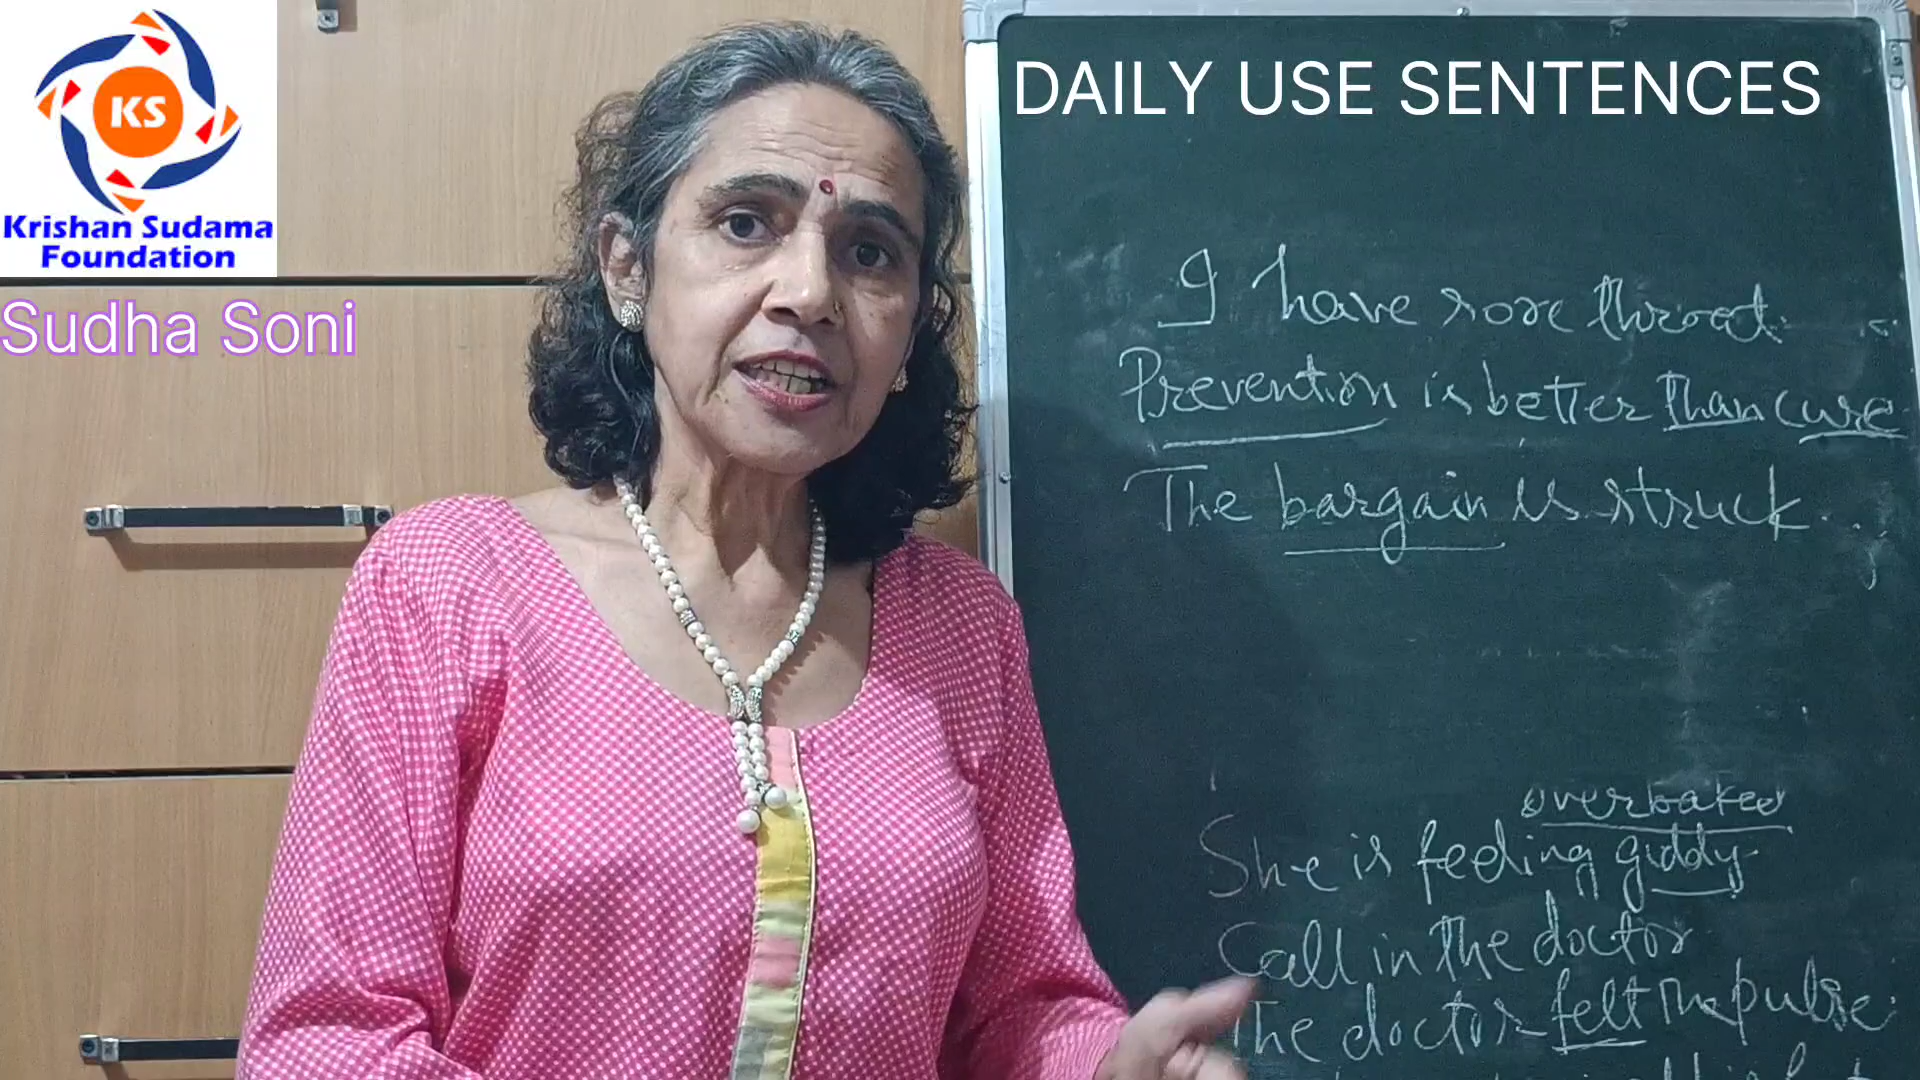 KS
Krishan Sudama
Foundation
Sudha Soni
DAILY USE SENTENCES
I have sore throat.
Prevention is better than cure.
The bargain is struck
overbaked
She is feeling giddy.
Call in the doctor
The doctor felt the pulse.